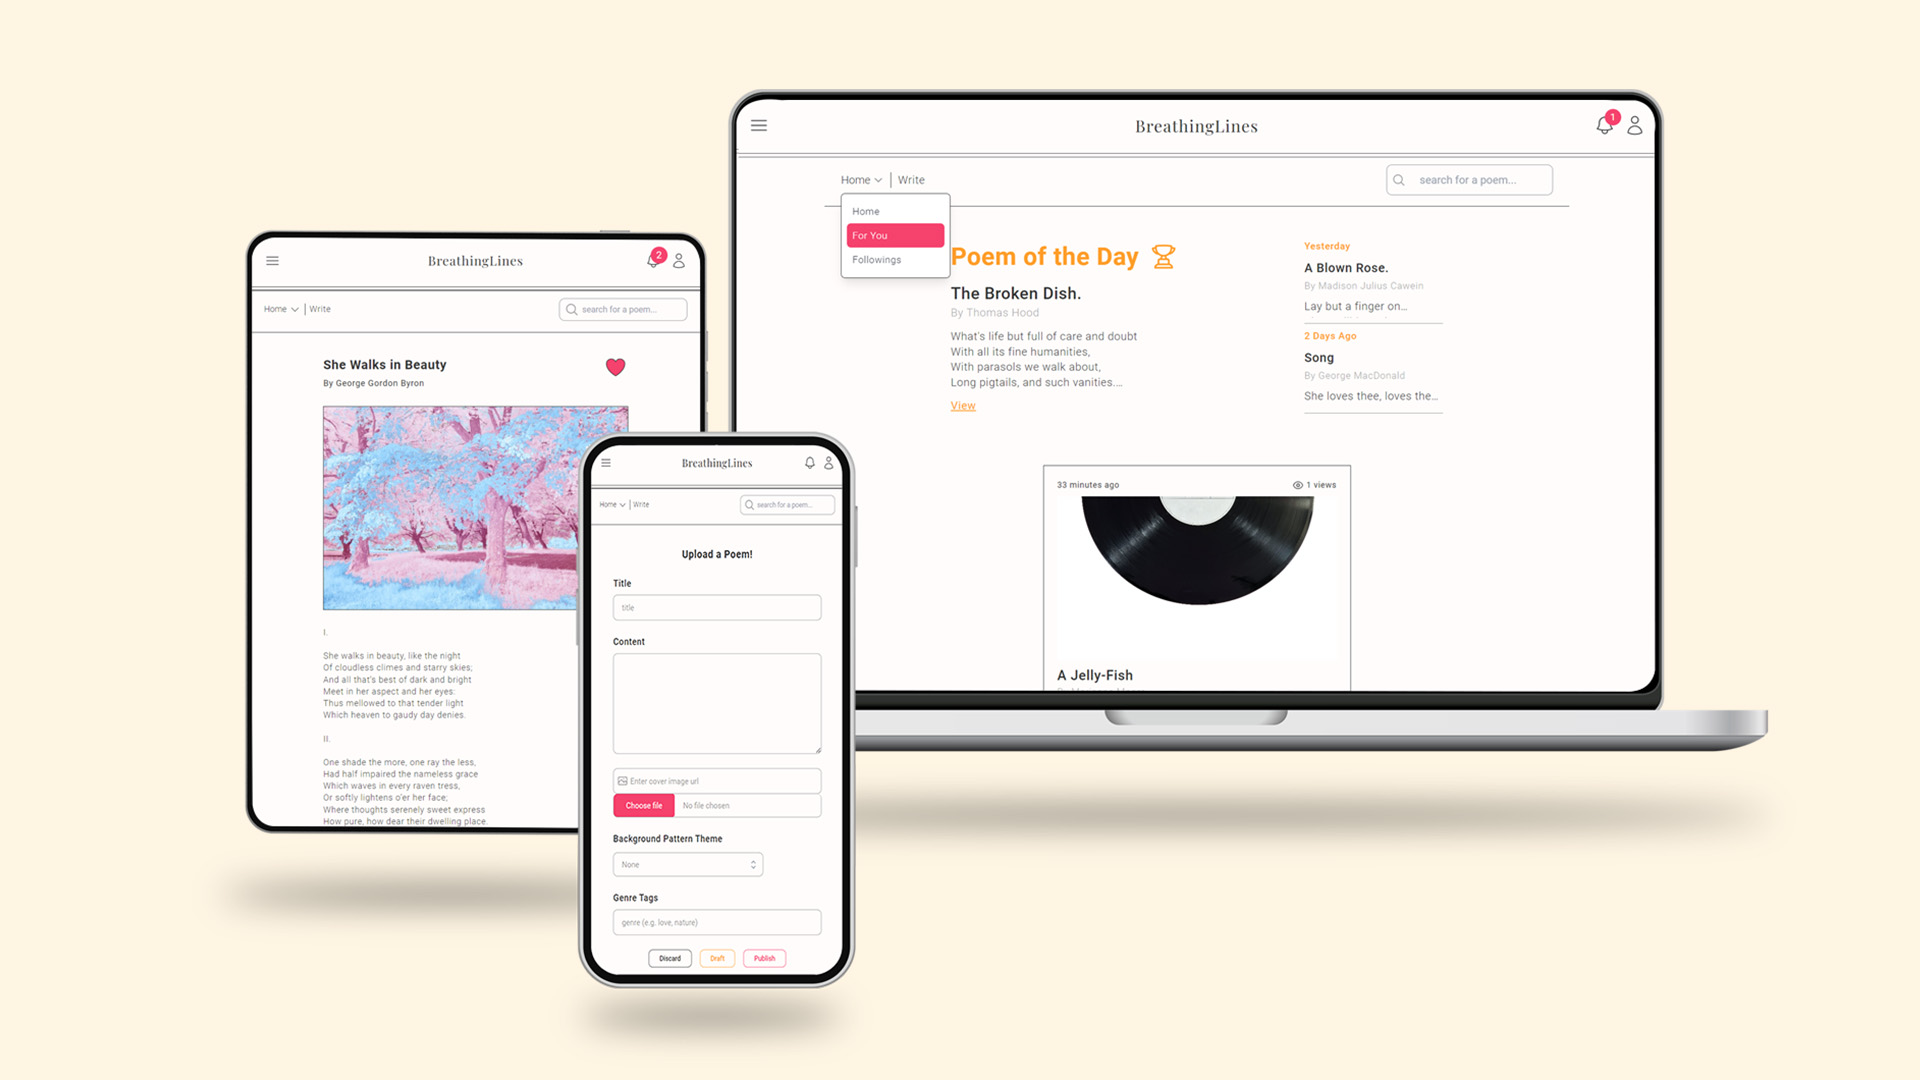 BreathingLines
1
Home
Write
search for a poem...
Home
For You
Followings
Poem of the Day
The Broken Dish.
By Thomas Hood
What's life but full of care and doubt
With all its fine humanities,
With parasols we walk about,
Long pigtails, and such vanities....
View
Yesterday
A Blown Rose.
By Madison Julius Cawein
Lay but a finger on...
2 Days Ago
Song
By George MacDonald
She loves thee, loves the...
33 minutes ago
1 views
A Jelly-Fish
BreathingLines
2
Home
Write
search for a poem...
She Walks in Beauty
By George Gordon Byron
I.
She walks in beauty, like the night
Of cloudless climes and starry skies;
And all that's best of dark and bright
Meet in her aspect and her eyes:
Thus mellowed to that tender light
Which heaven to gaudy day denies.
II.
One shade the more, one ray the less,
Had half impaired the nameless grace
Which waves in every raven tress,
Or softly lightens o'er her face;
Where thoughts serenely sweet express
How pure, how dear their dwelling place.
BreathingLines
Home
Write
search for a poem...
Upload a Poem!
Title
title
Content
Enter cover image url
Choose file
No file chosen
Background Pattern Theme
None
Genre Tags
genre (e.g. love, nature)
Discard
Draft
Publish